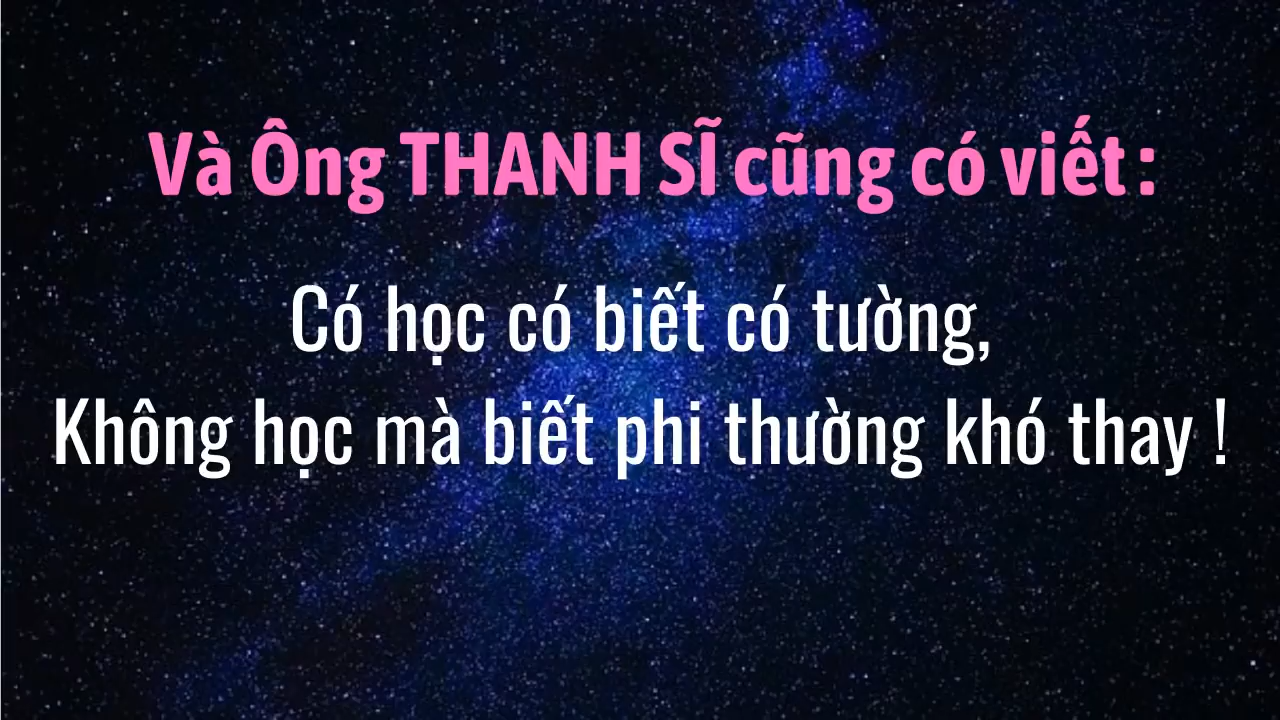 Và Ông THANH SĨ cũng có viết :
Có học có biết có tường,
Không học mà biết phi thường khó thay !